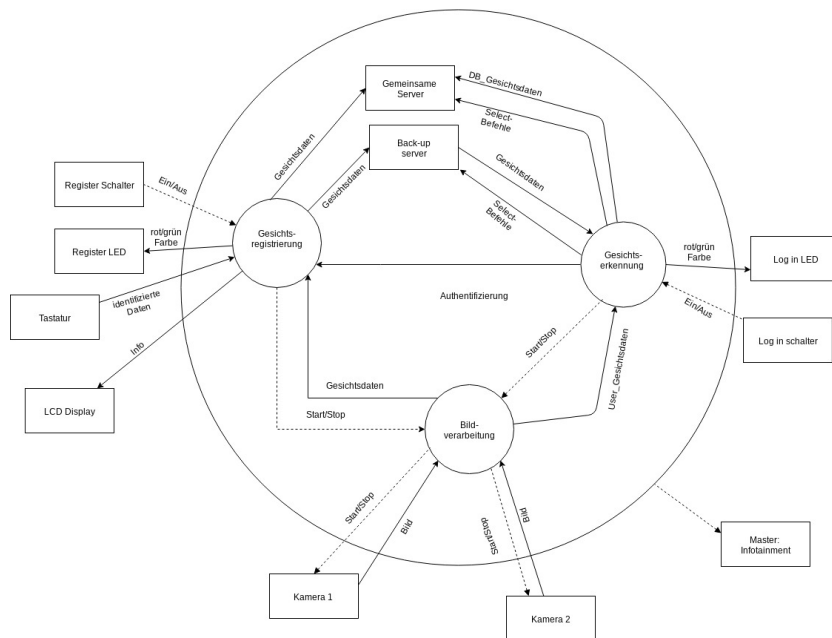 Gemeinsame
Server
DB_Gesichtsdaten
Select-
Befehle
Back-up
server
Gesichtsdaten
Gesichtsdaten
Gesichtsdaten
Select-
Befehle
Register Schalter
Ein/Aus
Register LED
rot/grün
Farbe
Gesichts-
registrierung
Gesichts-
erkennung
rot/grün
Farbe
Log in LED
Tastatur
identifizierte
Daten
Authentifizierung
Ein/Aus
Log in schalter
Info
Start/Stop
User_Gesichtsdaten
LCD Display
Gesichtsdaten
Start/Stop
Bild-
verarbeitung
Start/Stop
Bild
Start/Stop
Bild
Master:
Infotainment
Kamera 1
Kamera 2